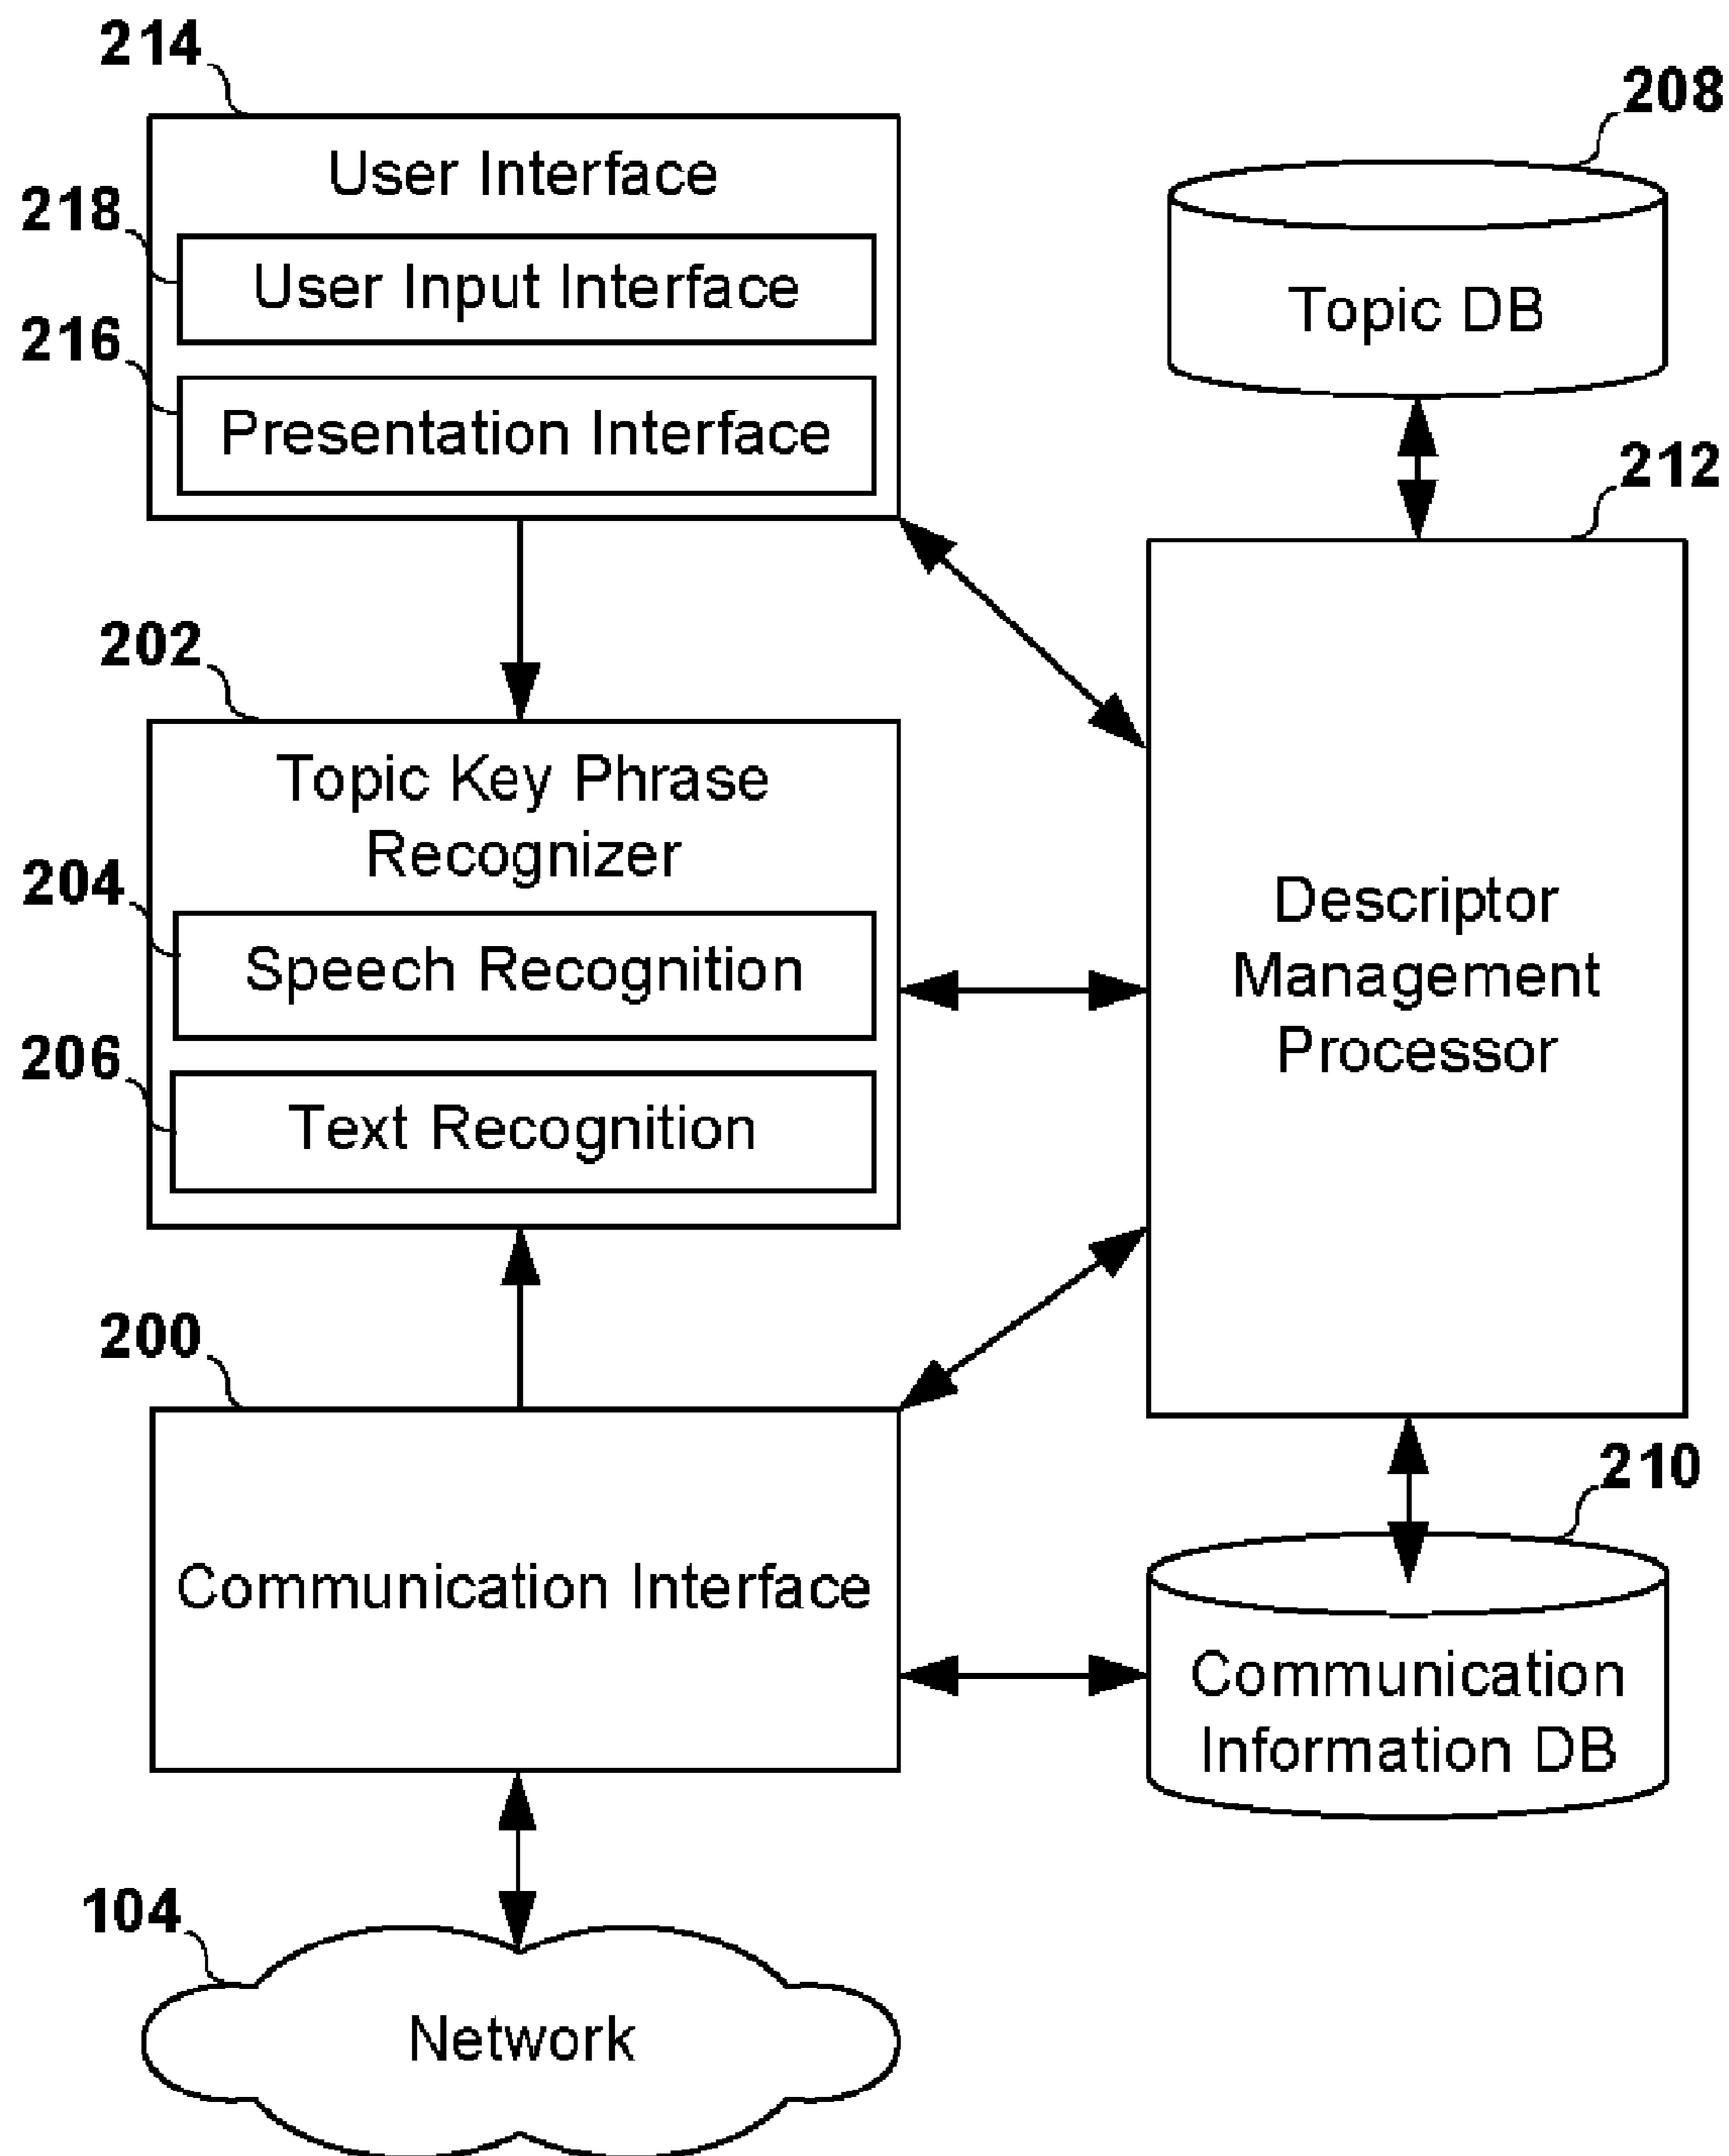 214
User Interface
218
User Input Interface
216
Presentation Interface
208
Topic DB
212
202
Topic Key Phrase
Recognizer
204
Speech Recognition
206
Text Recognition
Descriptor
Management
Processor
200
Communication Interface
210
Communication
Information DB
104
Network